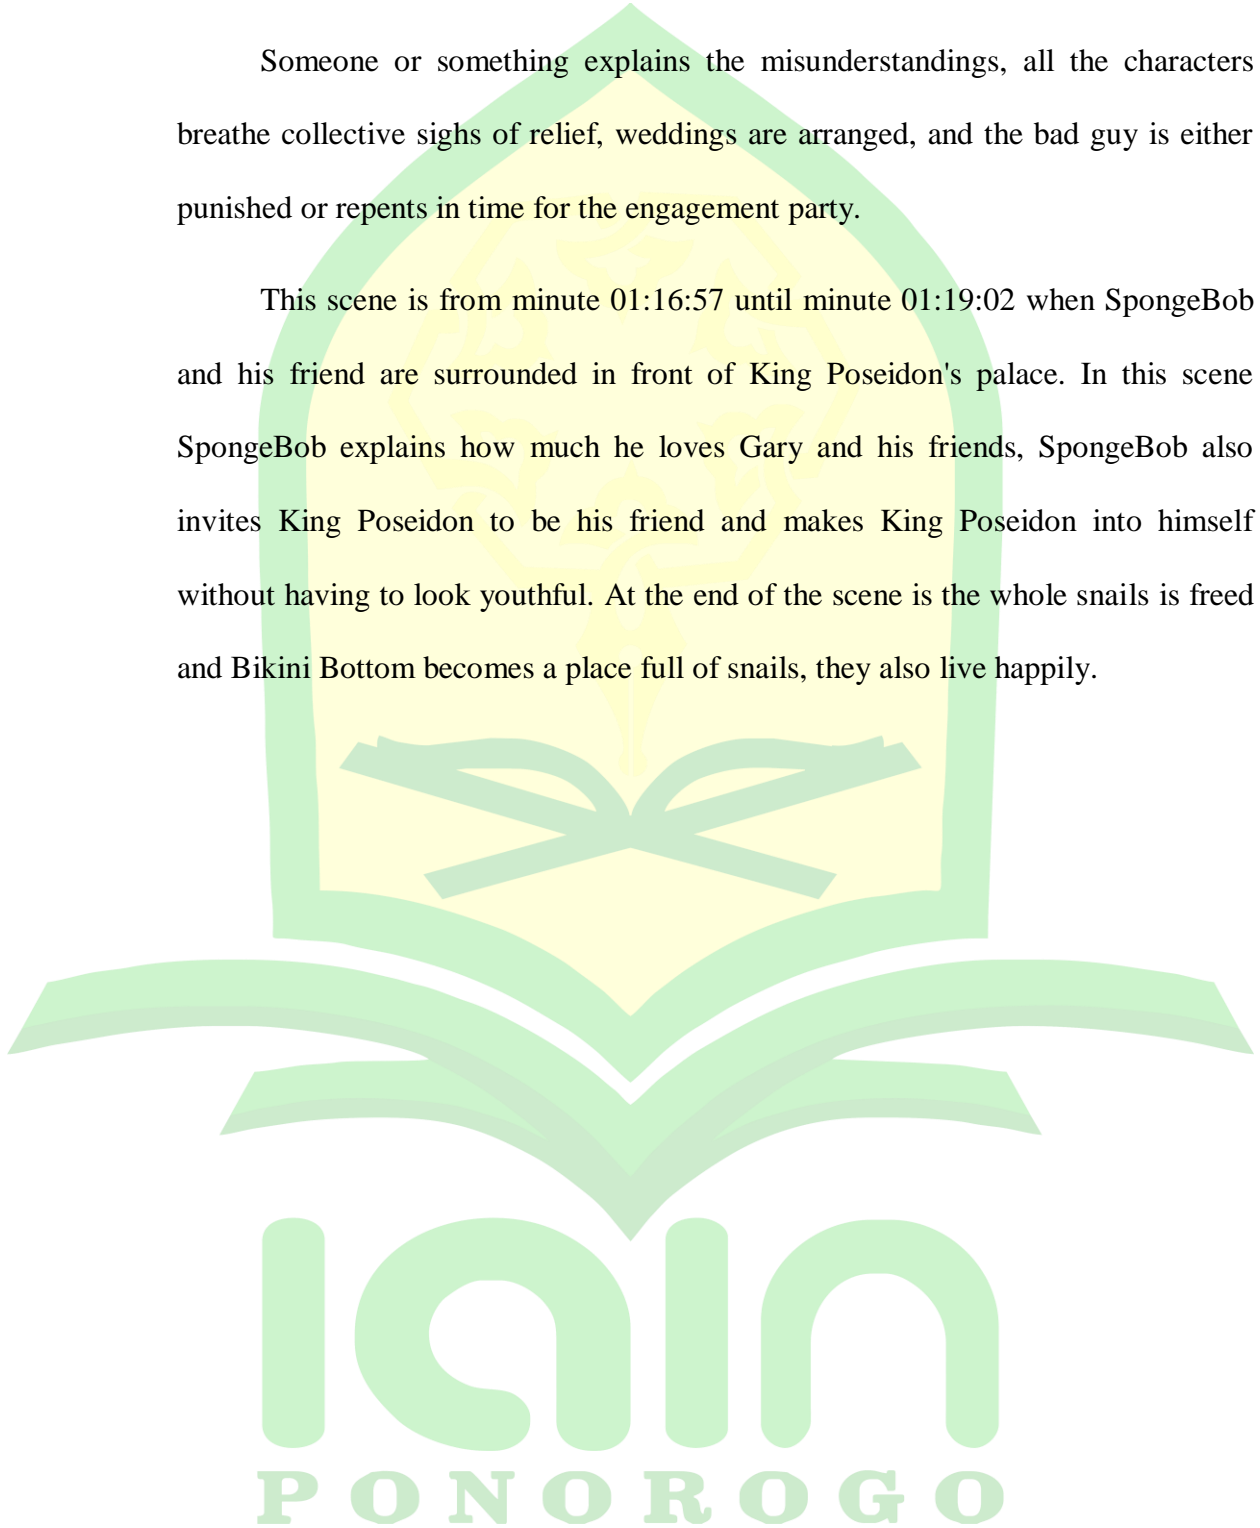 Someone or something explains the misunderstandings, all the characters
breathe collective sighs of relief, weddings are arranged, and the bad guy is either
punished or repents in time for the engagement party.
This scene is from minute 01:16:57 until minute 01:19:02 when SpongeBob
and his friend are surrounded in front of King Poseidon's palace. In this scene
SpongeBob explains how much he loves Gary and his friends, SpongeBob also
invites King Poseidon to be his friend and makes King Poseidon into himself
without having to look youthful. At the end of the scene is the whole snails is freed
and Bikini Bottom becomes a place full of snails, they also live happily.
iain
PONOROGO